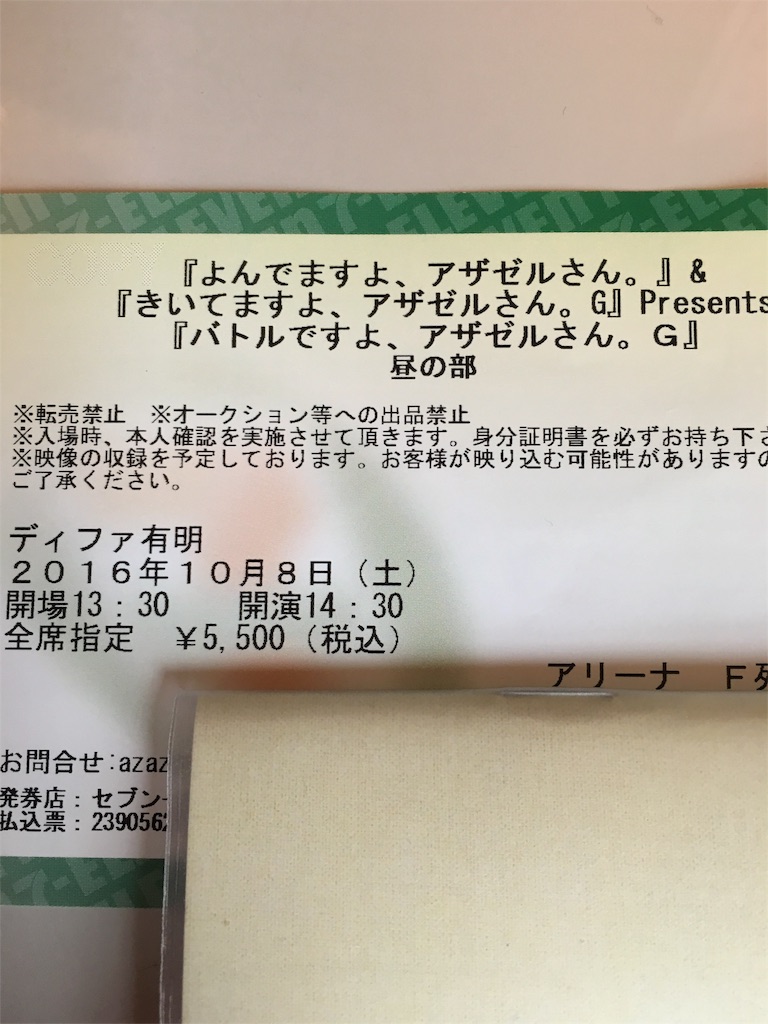 『よんでますよ、アザゼルさん。』&
『きいてますよ、アザゼルさん。G』Presents
『バトルですよ、アザゼルさん。Ｇ』
昼の部
※転売禁止　※オークション等への出品禁止
※入場時、本人確認を実施させて頂きます。身分証明書を必ずお持ち下
※映像の収録を予定しております。お客様が映り込む可能性がありますの
ご了承ください。
ディファ有明
２０１６年１０月８日（土）
開場13：30　　開演14：30
全席指定　￥5,500（税込）
アリーナ　Ｆ列
お問合せ:azaz
発券店：セブン-
払込票：2390562